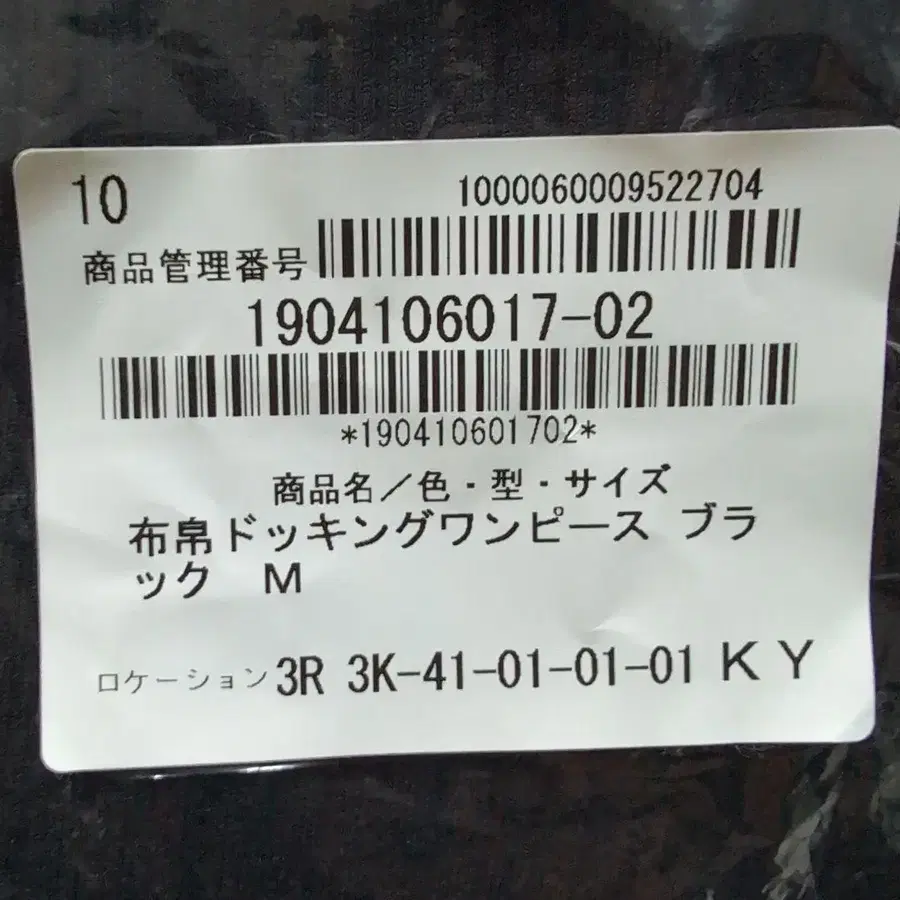 10
1000060009522704
商品管理番号
1904106017-02
*190410601702*
商品名／色・型・サイズ
布帛ドッキングワンピース ブラ
ック　M
ロケーション 3R 3K-41-01-01-01 K Y